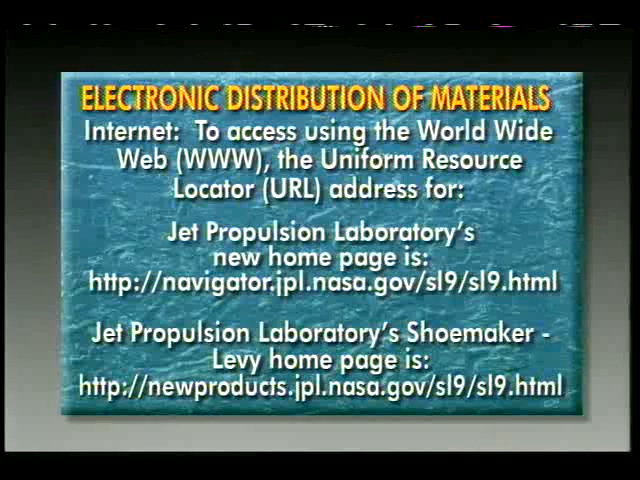 ELECTRONIC DISTRIBUTION OF MATERIALS
Internet: To access using the World Wide
Web (WWW), the Uniform Resource
Locator (URL) address for:
Jet Propulsion Laboratory's
new home page is:
http://navigator.jpl.nasa.gov/sl9/sl9.html
Jet Propulsion Laboratory's Shoemaker -
Levy home page is:
http://newproducts.jpl.nasa.gov/sl9/sl9.html